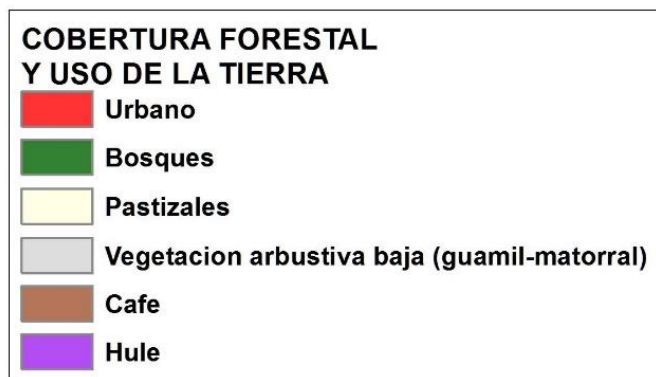 COBERTURA FORESTAL
Y USO DE LA TIERRA
Urbano
Bosques
Pastizales
Vegetacion arbustiva baja (guamil-matorral)
Cafe
Hule